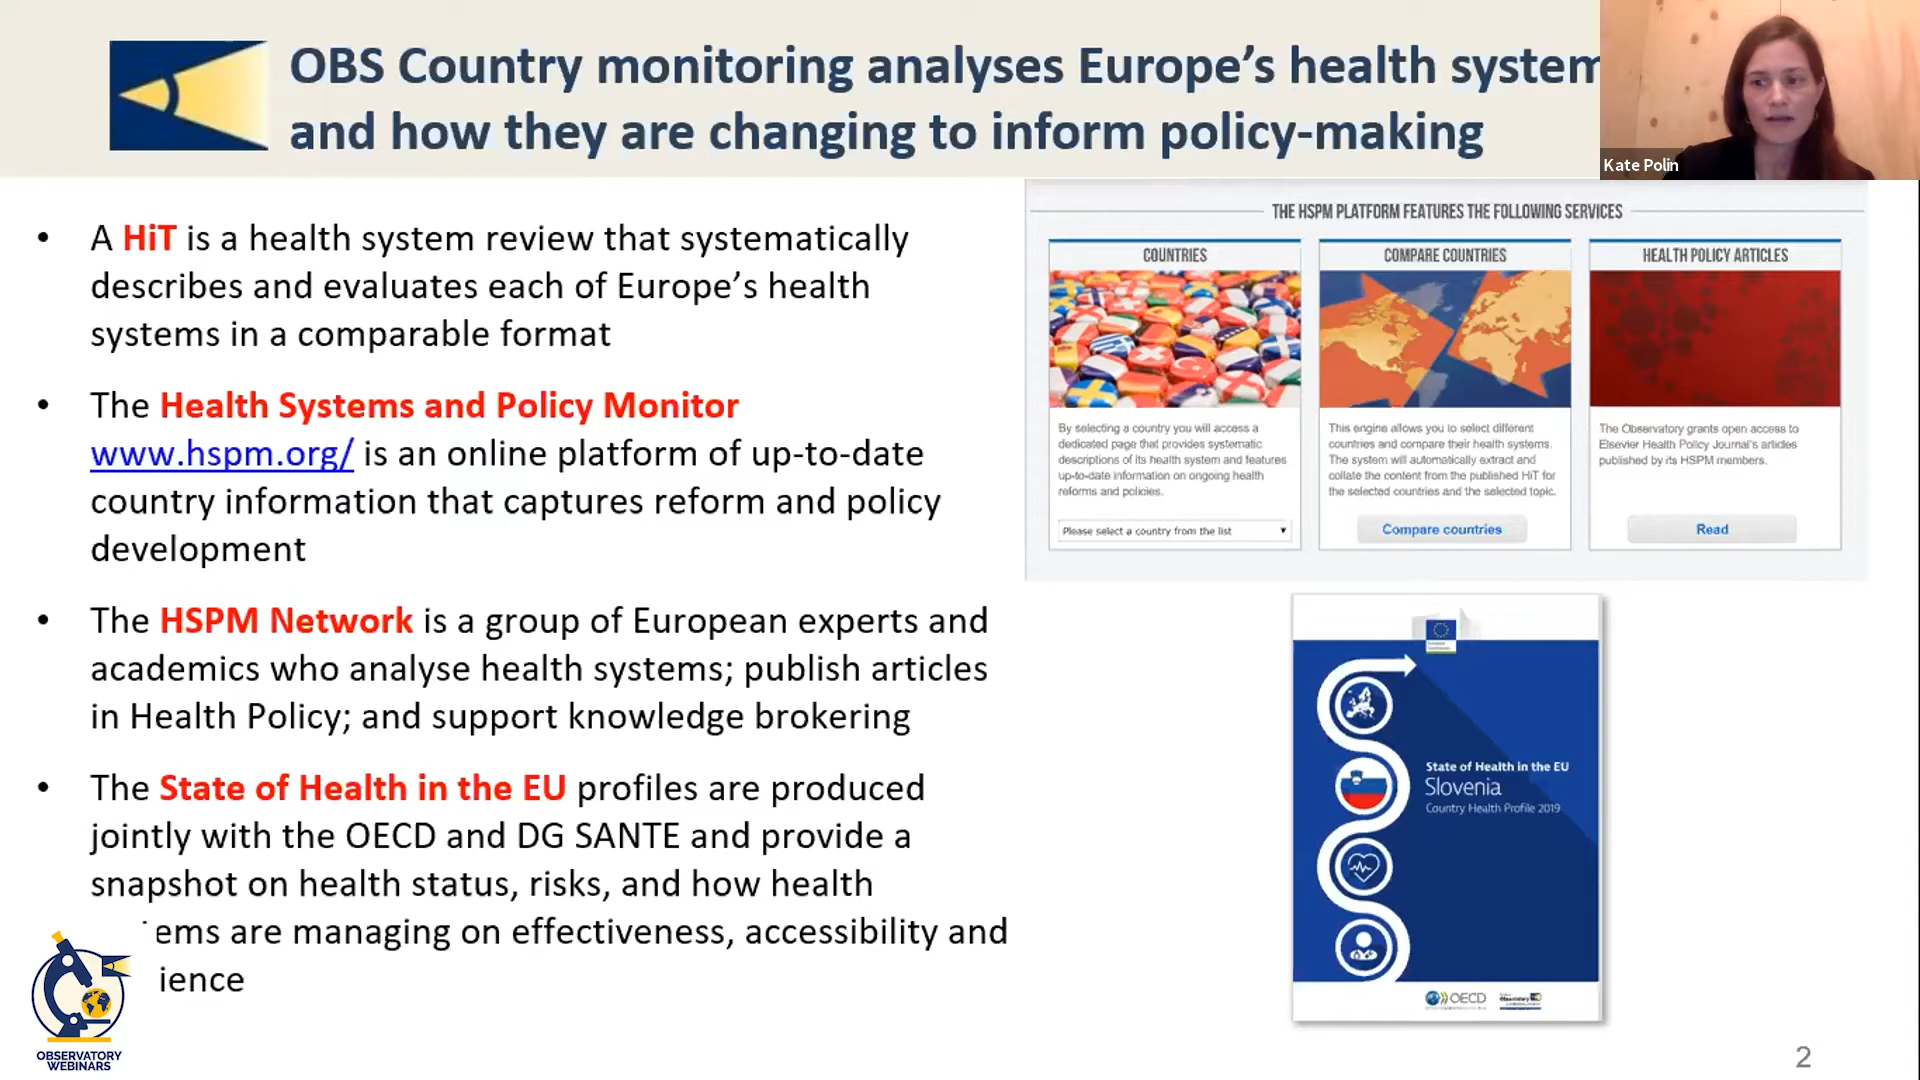 OBS Country monitoring analyses Europe's health system
and how they are changing to inform policy-making
Kate Polin
• A HiT is a health system review that systematically
describes and evaluates each of Europe's health
systems in a comparable format
• The Health Systems and Policy Monitor
www.hspm.org/ is an online platform of up-to-date
country information that captures reform and policy
development
• The HSPM Network is a group of European experts and
academics who analyse health systems; publish articles
in Health Policy; and support knowledge brokering
• The State of Health in the EU profiles are produced
jointly with the OECD and DG SANTE and provide a
snapshot on health status, risks, and how health
ems are managing on effectiveness, accessibility and
ience
OBSERVATORY
WEBINARS
THE HSPM PLATFORM FEATURES THE FOLLOWING SERVICES
COUNTRIES
By selecting a country you will access a
dedicated page that provides systematic
descriptions of its health system and features
up-to-date information on ongoing health
reforms and policies.
Please select a country from the list
COMPARE COUNTRIES
This engine allows you to select different
countries and compare their health systems.
The system will automatically extract and
collate the content from the published HiT for
the selected countries and the selected topic.
Compare countries
HEALTH POLICY ARTICLES
The Observatory grants open access to
Elsevier Health Policy Journal's articles
published by its HSPM members.
Read
State of Health in the EU
Slovenia
Country Health Profile 2019
OECD
Observatory
2